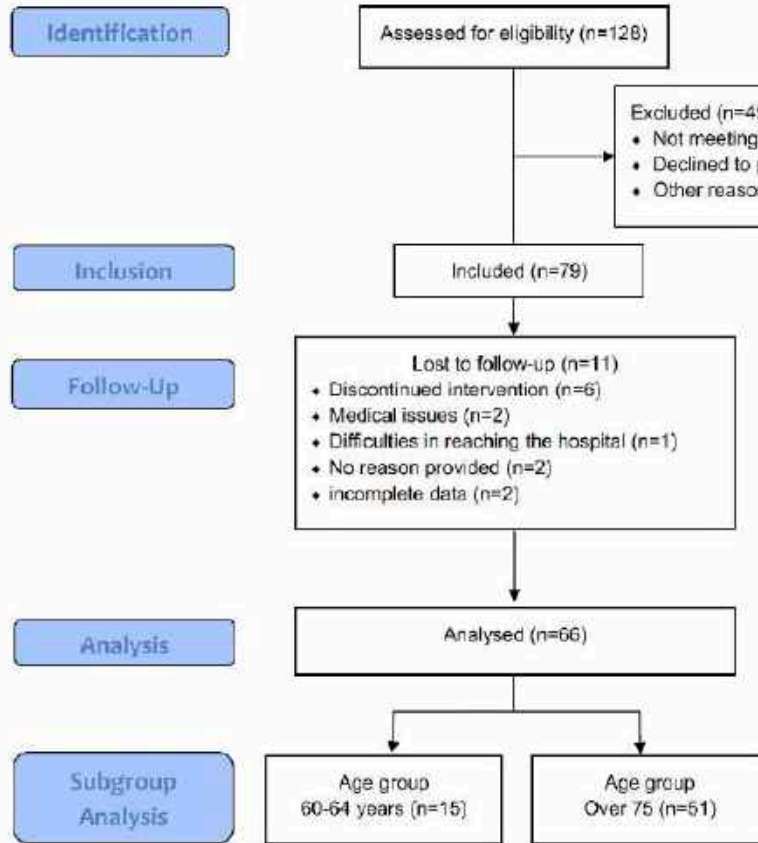 Identification
Assessed for eligibility (n=128)
Excluded (n=49
♦ Not meeting
♦ Declined to
♦ Other
Inclusion
Included (n=79)
Follow-Up
Lost to follow-up (n=11)
♦ Discontinued intervention (n=6)
♦ Medical issues (n=2)
♦ Difficulties in reaching the hospital (n=1)
♦ No reason provided (n=2)
♦ incomplete data (n=2)
Analysis
Analysed (n=66)
Subgroup
Analysis
Age group
60-64 years (n=15)
Age group
Over 75 (n=51)